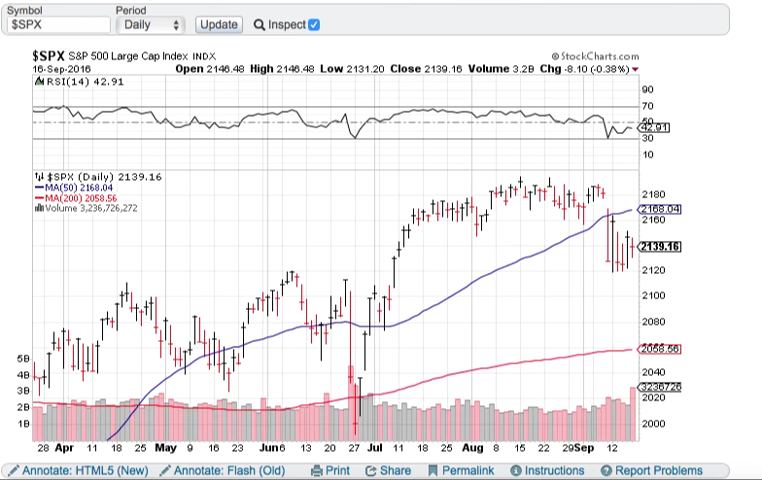 Symbol
Period
$SPX
Daily
Update
Inspect
$SPX S&P 500 Large Cap Index INDX
© StockCharts.com
16-Sep-2016
Open 2146.48 High 2146.48 Low 2131.20 Close 2139.16 Volume 3.2B Chg -8.10 (-0.38%)
RSI(14) 42.91
90
70
50
42.91
30
10
$SPX (Daily) 2139.16
MA(50) 2168.04
MA(200) 2058.56
Volume 3,236,726,272
2180
2168.04
2160
2139.16
2120
2100
2080
2058.56
5B
4B
2040
3236726
3B
2020
2B
1B
2000
28 Apr 11 18 25 May 9 16 23 Jun 6 13 20 27 Jul 11 18 25 Aug 8 15 22 29 Sep 12
Annotate: HTML5 (New)
Annotate: Flash (Old)
Print
Share
Permalink
Instructions
Report Problems